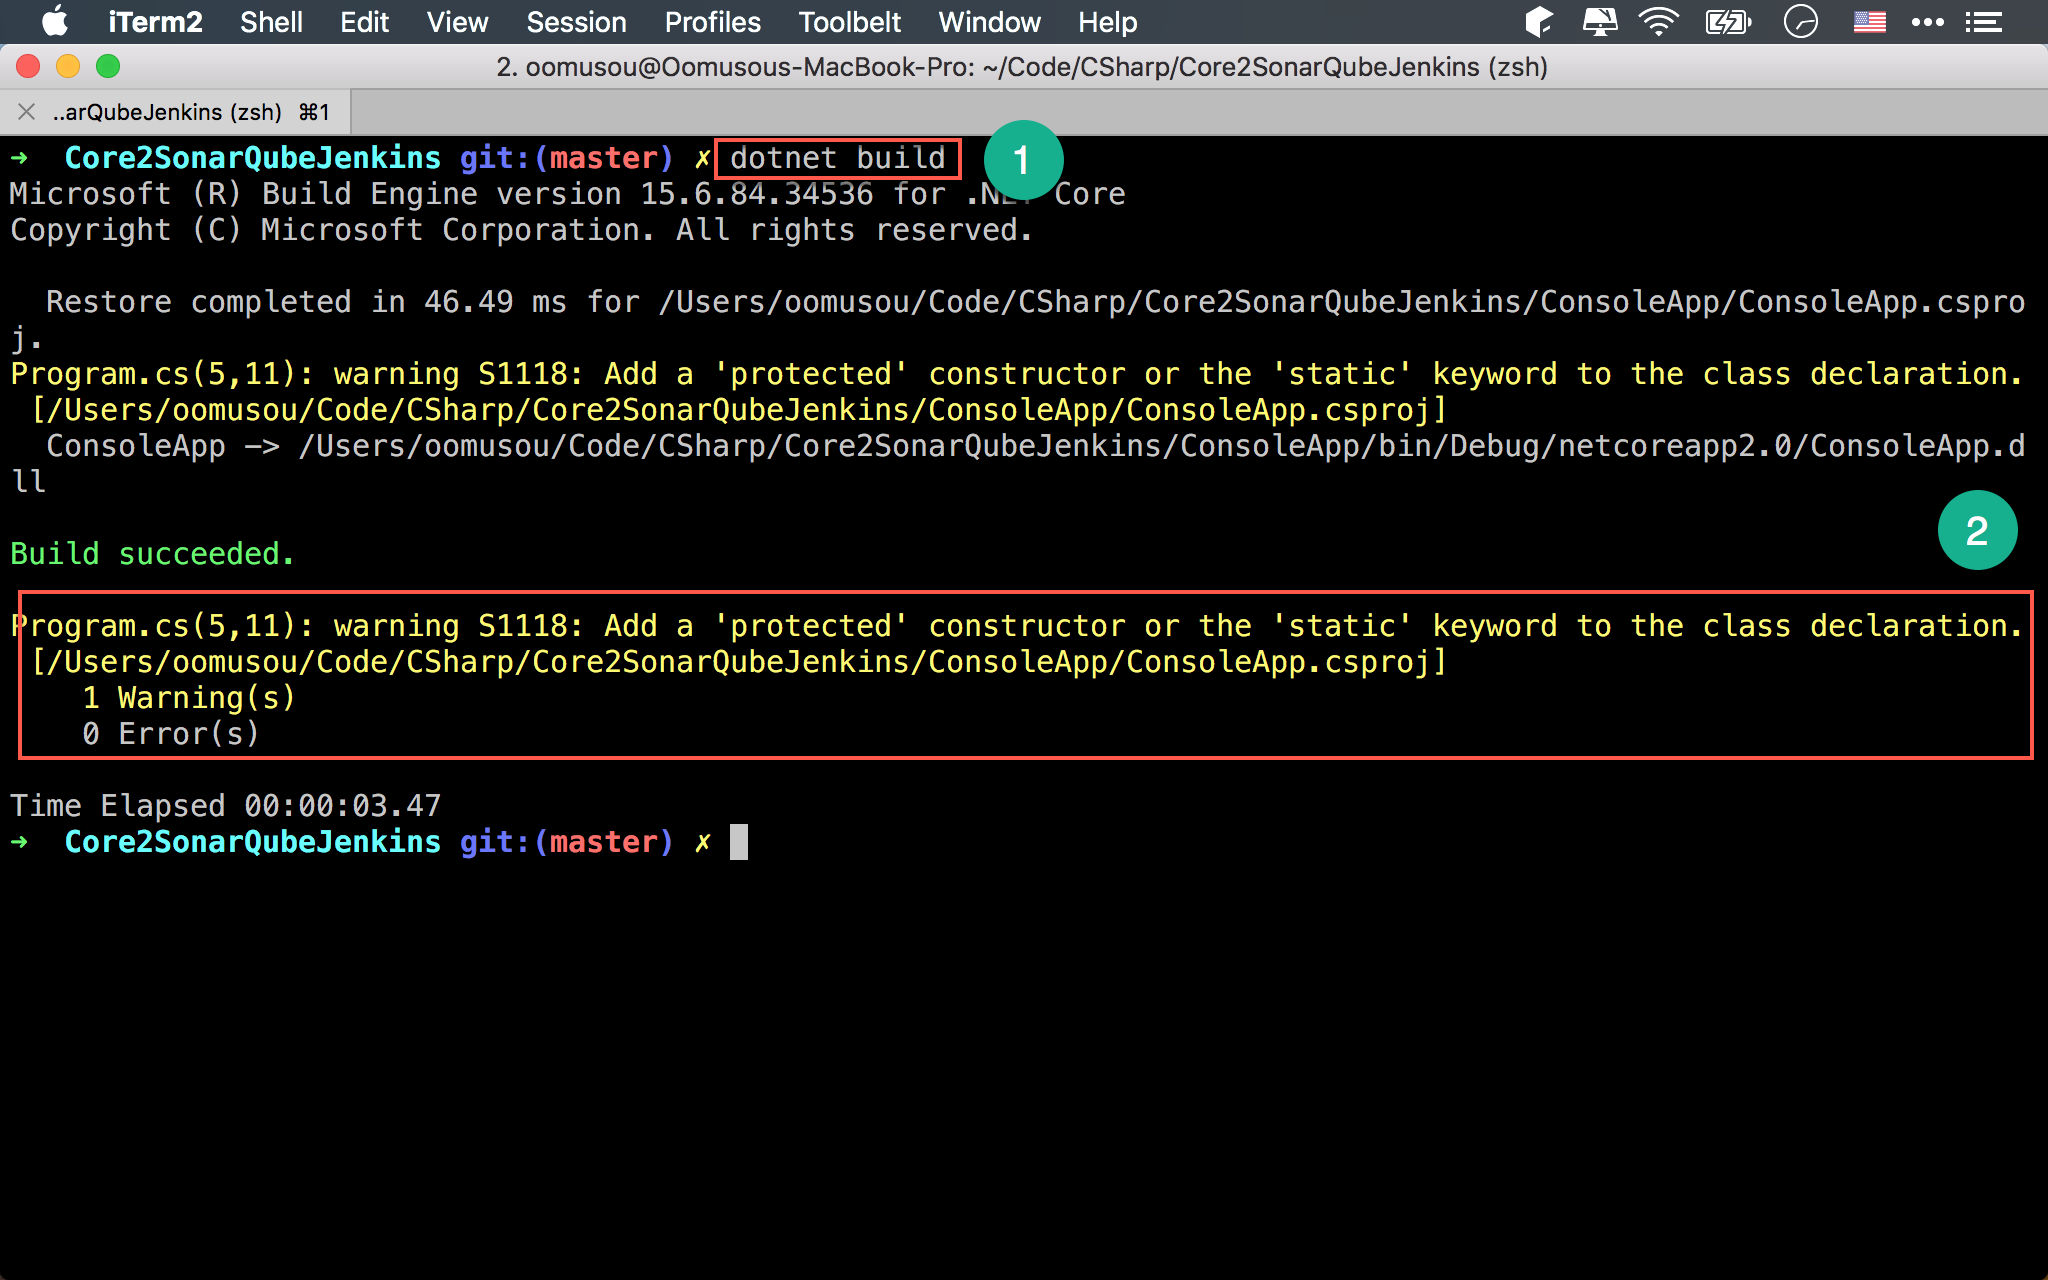 iTerm2 Shell Edit View Session Profiles Toolbelt Window Help
2. oomusou@Oomusous-MacBook-Pro: ~/Code/CSharp/Core2SonarQubeJenkins (zsh)
..arQubeJenkins (zsh) ⌘1
➜ Core2SonarQubeJenkins git:(master) ✗ dotnet build
1
Microsoft (R) Build Engine version 15.6.84.34536 for .NET Core
Copyright (C) Microsoft Corporation. All rights reserved.
Restore completed in 46.49 ms for /Users/oomusou/Code/CSharp/Core2SonarQubeJenkins/ConsoleApp/ConsoleApp.cspro
j.
Program.cs(5,11): warning S1118: Add a 'protected' constructor or the 'static' keyword to the class declaration.
[/Users/oomusou/Code/CSharp/Core2SonarQubeJenkins/ConsoleApp/ConsoleApp.csproj]
ConsoleApp -> /Users/oomusou/Code/CSharp/Core2SonarQubeJenkins/ConsoleApp/bin/Debug/netcoreapp2.0/ConsoleApp.d
ll
2
Build succeeded.
Program.cs(5,11): warning S1118: Add a 'protected' constructor or the 'static' keyword to the class declaration.
[/Users/oomusou/Code/CSharp/Core2SonarQubeJenkins/ConsoleApp/ConsoleApp.csproj]
1 Warning(s)
0 Error(s)
Time Elapsed 00:00:03.47
➜ Core2SonarQubeJenkins git:(master) ✗